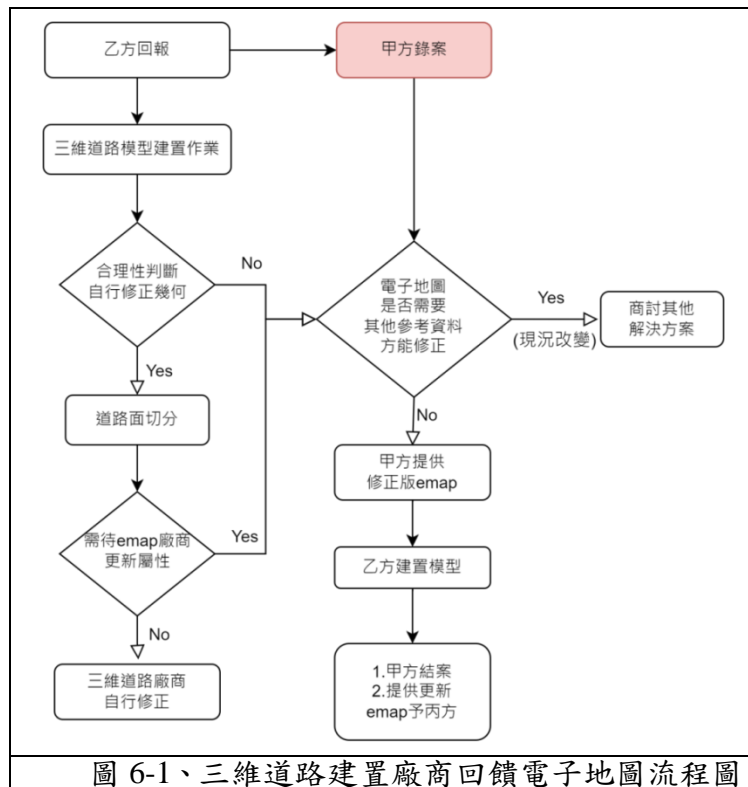 乙方回報
甲方錄案
三維道路模型建置作業
合理性判斷
自行修正幾何
No
電子地圖
是否需要
其他參考資料
方能修正
Yes
(現況改變)
商討其他
解決方案
Yes
道路面切分
No
甲方提供
修正版emap
需待emap廠商
更新屬性
Yes
乙方建置模型
No
三維道路廠商
自行修正
1.甲方結案
2.提供更新
emap予丙方
圖 6-1、三維道路建置廠商回饋電子地圖流程圖